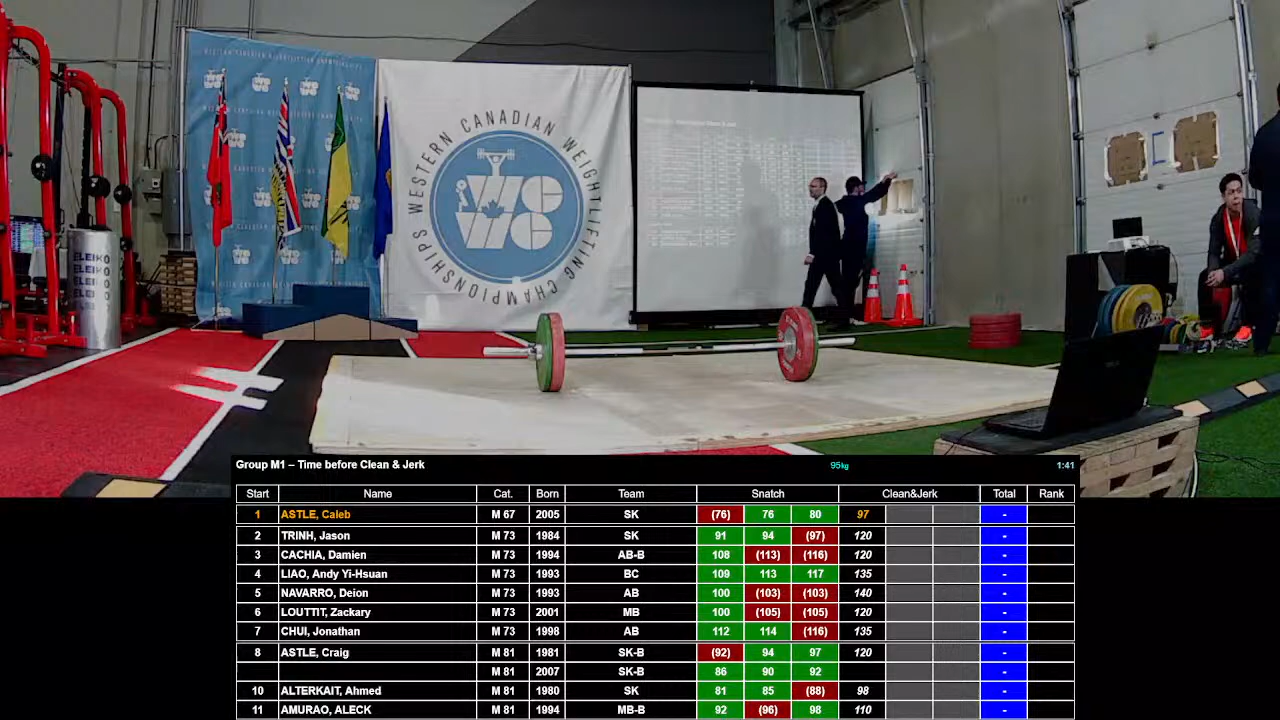 WESTERN CANADIAN WEIGHTLIFTING CHAMPIONSHIPS
WC
WC
ELEIKO
ELEIKO
ELEI
ELEI
Group M1 – Time before Clean & Jerk 95kg 1:41
Start Name Cat. Born Team Snatch Clean&Jerk Total Rank
1 ASTLE, Caleb M 67 2005 SK (76) 76 80 97 -
2 TRINH, Jason M 73 1984 SK 91 94 (97) 120 -
3 CACHIA, Damien M 73 1994 AB-B 108 (113) (116) 120 -
4 LIAO, Andy Yi-Hsuan M 73 1993 BC 109 113 117 135 -
5 NAVARRO, Deion M 73 1993 AB 100 (103) (103) 140 -
6 LOUTTIT, Zackary M 73 2001 MB 100 (105) (105) 120 -
7 CHUI, Jonathan M 73 1998 AB 112 114 (116) 135 -
8 ASTLE, Craig M 81 1981 SK-B (92) 94 97 120 -
M 81 2007 SK-B 86 90 92 -
10 ALTERKAIT, Ahmed M 81 1980 SK 81 85 (88) 98 -
11 AMURAO, ALECK M 81 1994 MB-B 92 (96) 98 110 -